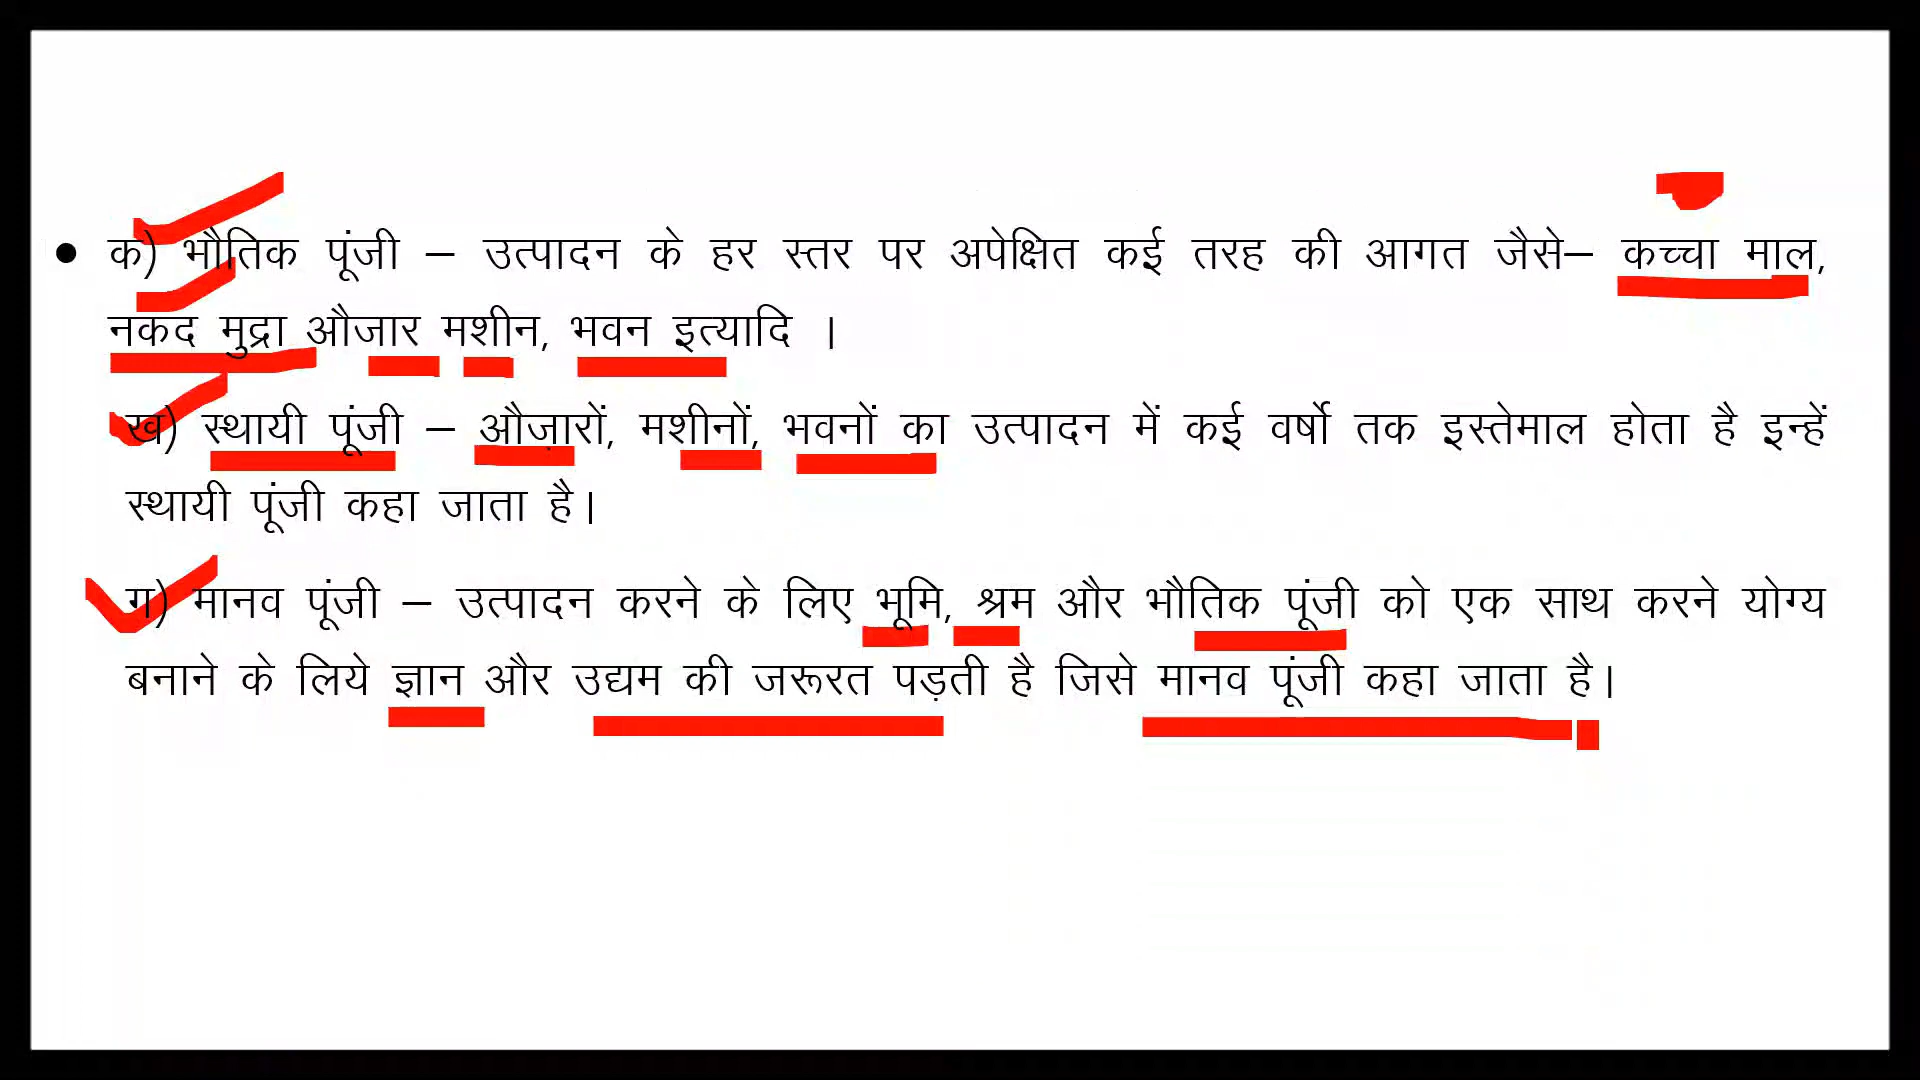 • क) भौतिक पूंजी – उत्पादन के हर स्तर पर अपेक्षित कई तरह की आगत जैसे– कच्चा माल,
नकद मुद्रा औजार मशीन, भवन इत्यादि ।
ख) स्थायी पूंजी – औज़ारों, मशीनों, भवनों का उत्पादन में कई वर्षो तक इस्तेमाल होता है इन्हें
स्थायी पूंजी कहा जाता है।
ग) मानव पूंजी – उत्पादन करने के लिए भूमि, श्रम और भौतिक पूंजी को एक साथ करने योग्य
बनाने के लिये ज्ञान और उद्यम की जरूरत पड़ती है जिसे मानव पूंजी कहा जाता है।